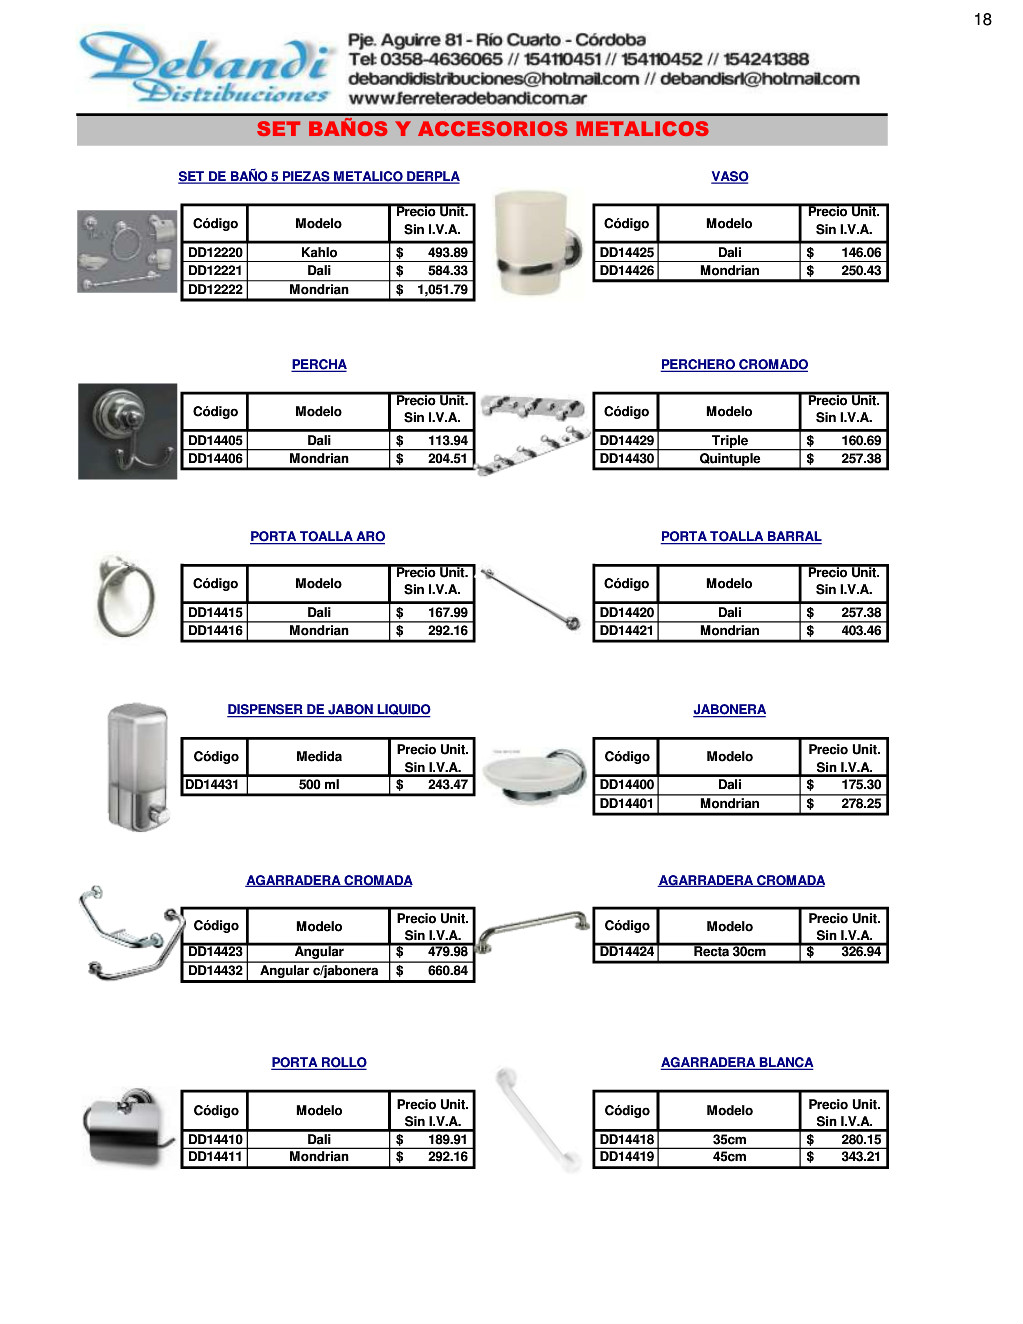 18
Debandi
Distribuciones
Pje. Aguirre 81 - Río Cuarto - Córdoba
Tel: 0358-4636065 // 154110451 // 154110452 // 154241388
debandidistribuciones@hotmail.com // debandisrl@hotmail.com
www.ferreteradebandi.com.ar
SET BAÑOS Y ACCESORIOS METALICOS
SET DE BAÑO 5 PIEZAS METALICO DERPLA
Código Modelo Precio Unit. Sin I.V.A.
DD12220 Kahlo $ 493.89
DD12221 Dali $ 584.33
DD12222 Mondrian $ 1,051.79
VASO
Código Modelo Precio Unit. Sin I.V.A.
DD14425 Dali $ 146.06
DD14426 Mondrian $ 250.43
PERCHA
Código Modelo Precio Unit. Sin I.V.A.
DD14405 Dali $ 113.94
DD14406 Mondrian $ 204.51
PERCHERO CROMADO
Código Modelo Precio Unit. Sin I.V.A.
DD14429 Triple $ 160.69
DD14430 Quintuple $ 257.38
PORTA TOALLA ARO
Código Modelo Precio Unit. Sin I.V.A.
DD14415 Dali $ 167.99
DD14416 Mondrian $ 292.16
PORTA TOALLA BARRAL
Código Modelo Precio Unit. Sin I.V.A.
DD14420 Dali $ 257.38
DD14421 Mondrian $ 403.46
DISPENSER DE JABON LIQUIDO
Código Medida Precio Unit. Sin I.V.A.
DD14431 500 ml $ 243.47
JABONERA
Código Modelo Precio Unit. Sin I.V.A.
DD14400 Dali $ 175.30
DD14401 Mondrian $ 278.25
AGARRADERA CROMADA
Código Modelo Precio Unit. Sin I.V.A.
DD14423 Angular $ 479.98
DD14432 Angular c/jabonera $ 660.84
AGARRADERA CROMADA
Código Modelo Precio Unit. Sin I.V.A.
DD14424 Recta 30cm $ 326.94
PORTA ROLLO
Código Modelo Precio Unit. Sin I.V.A.
DD14410 Dali $ 189.91
DD14411 Mondrian $ 292.16
AGARRADERA BLANCA
Código Modelo Precio Unit. Sin I.V.A.
DD14418 35cm $ 280.15
DD14419 45cm $ 343.21